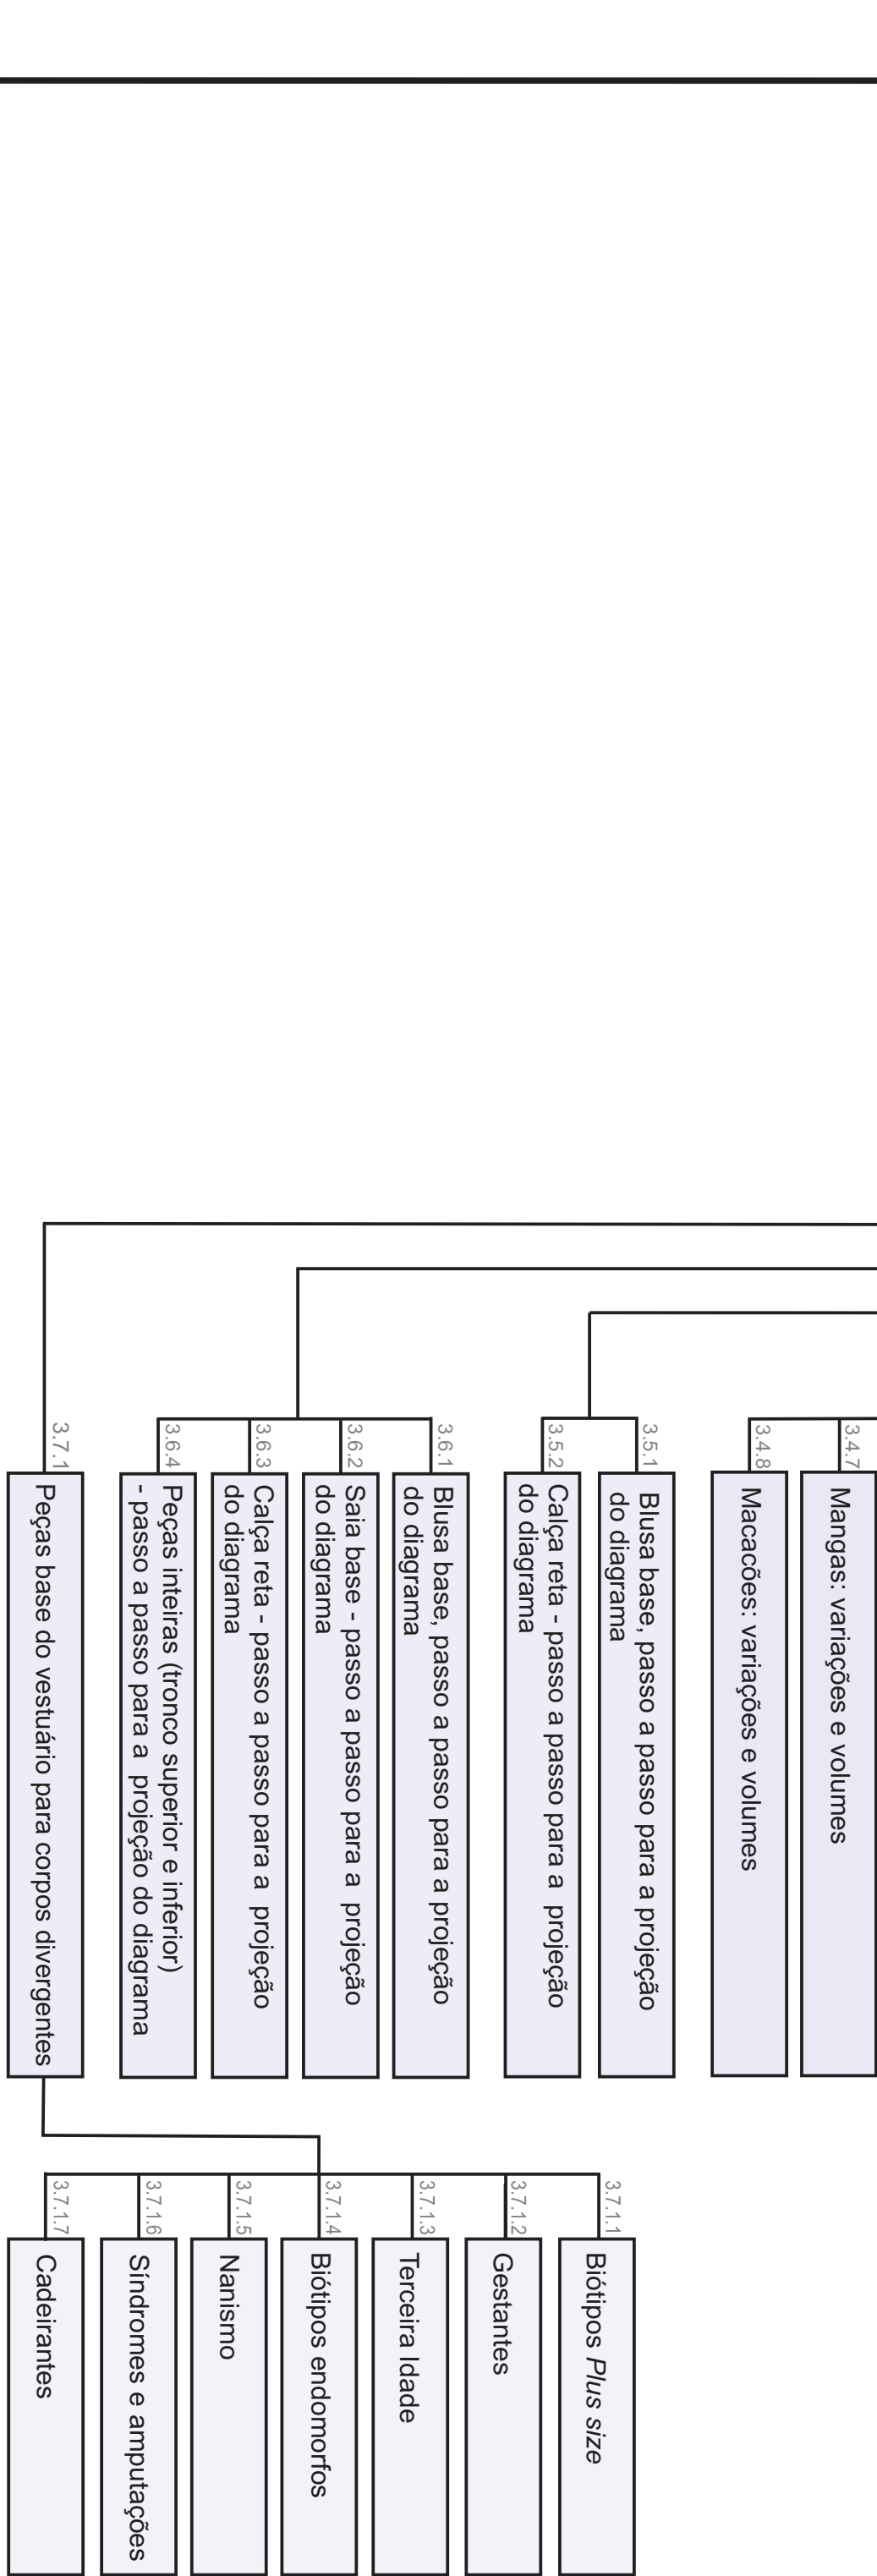 3.4.7
Mangas: variações e volumes
3.4.8
Macacões: variações e volumes
3.5.1
Blusa base, passo a passo para a projeção
do diagrama
3.5.2
Calça reta - passo a passo para a projeção
do diagrama
3.6.1
Blusa base, passo a passo para a projeção
do diagrama
3.6.2
Saia base - passo a passo para a projeção
do diagrama
3.6.3
Calça reta - passo a passo para a projeção
do diagrama
3.6.4
Peças inteiras (tronco superior e inferior)
- passo a passo para a projeção do diagrama
3.7.1
Peças base do vestuário para corpos divergentes
3.7.1.1
Biótipos Plus size
3.7.1.2
Gestantes
3.7.1.3
Terceira Idade
3.7.1.4
Biótipos endomorfos
3.7.1.5
Nanismo
3.7.1.6
Síndromes e amputações
3.7.1.7
Cadeirantes